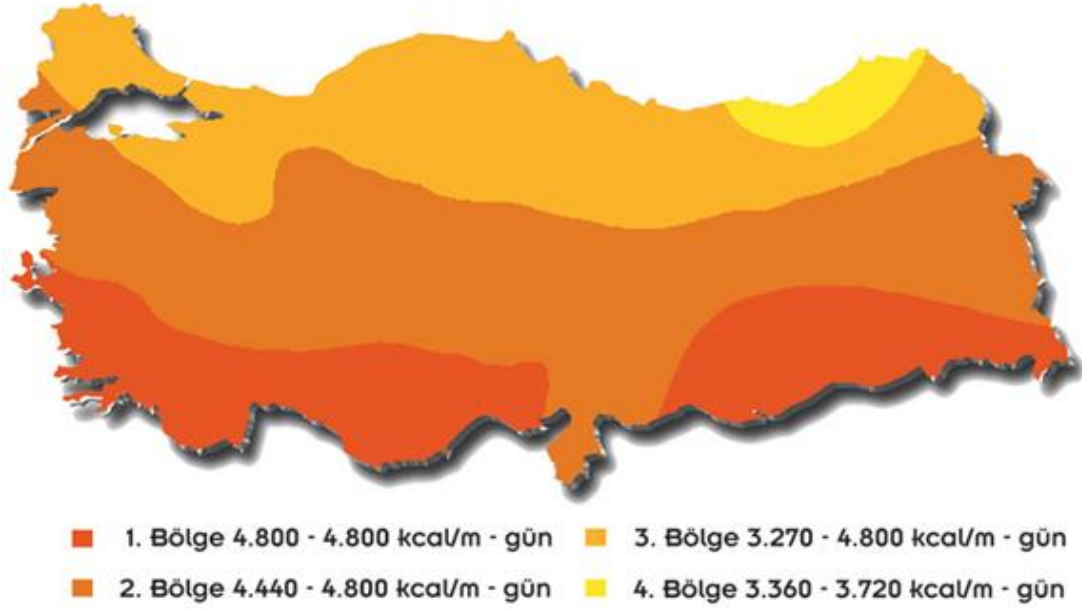 1. Bölge 4.800 - 4.800 kcal/m - gün
2. Bölge 4.440 - 4.800 kcal/m - gün
3. Bölge 3.270 - 4.800 kcal/m - gün
4. Bölge 3.360 - 3.720 kcal/m - gün